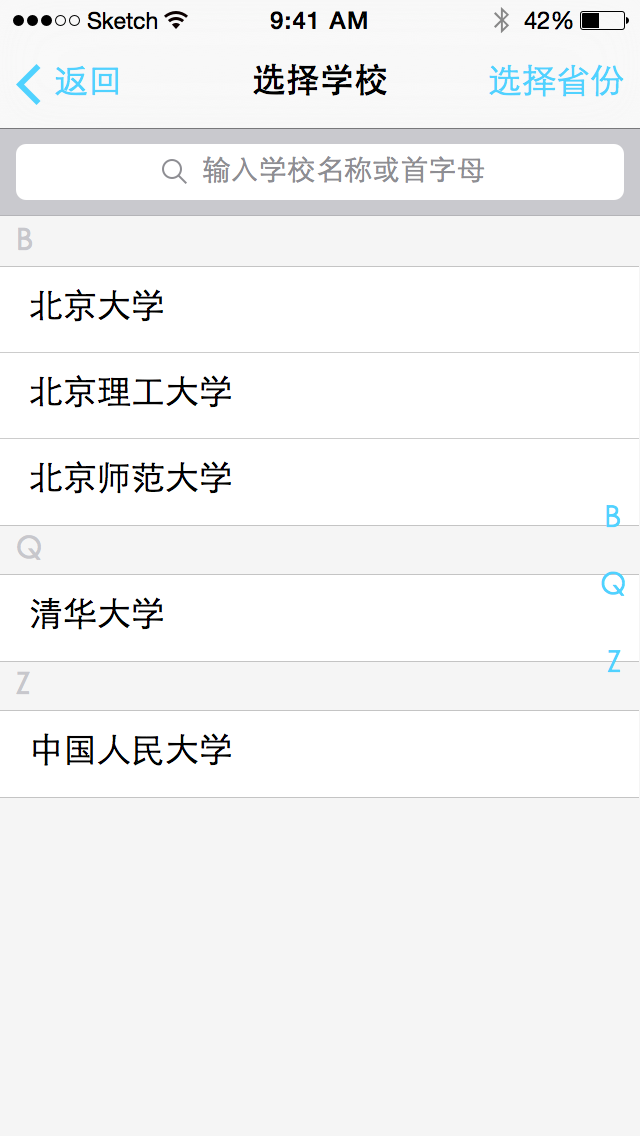 Sketch 9:41 AM 42%
返回 选择学校 选择省份
输入学校名称或首字母
B
北京大学
北京理工大学
北京师范大学
B
Q
Q
清华大学
Z
Z
中国人民大学